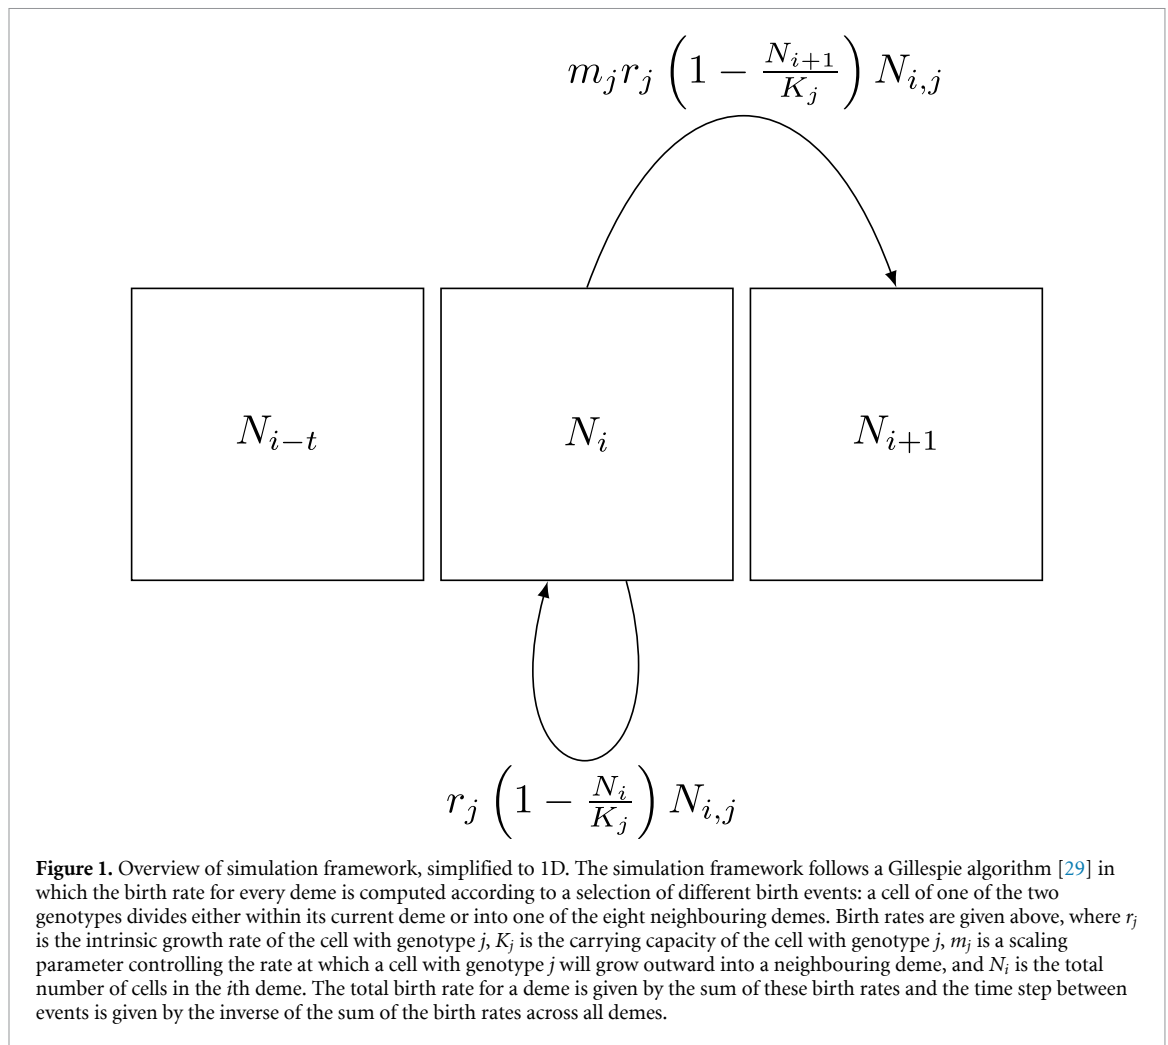 m_j r_j (1 − N_{i+1}/K_j) N_{i,j}
N_{i−t} N_i N_{i+1}
r_j (1 − N_i/K_j) N_{i,j}
Figure 1. Overview of simulation framework, simplified to 1D. The simulation framework follows a Gillespie algorithm [29] in
which the birth rate for every deme is computed according to a selection of different birth events: a cell of one of the two
genotypes divides either within its current deme or into one of the eight neighbouring demes. Birth rates are given above, where r_j
is the intrinsic growth rate of the cell with genotype j, K_j is the carrying capacity of the cell with genotype j, m_j is a scaling
parameter controlling the rate at which a cell with genotype j will grow outward into a neighbouring deme, and N_i is the total
number of cells in the ith deme. The total birth rate for a deme is given by the sum of these birth rates and the time step between
events is given by the inverse of the sum of the birth rates across all demes.